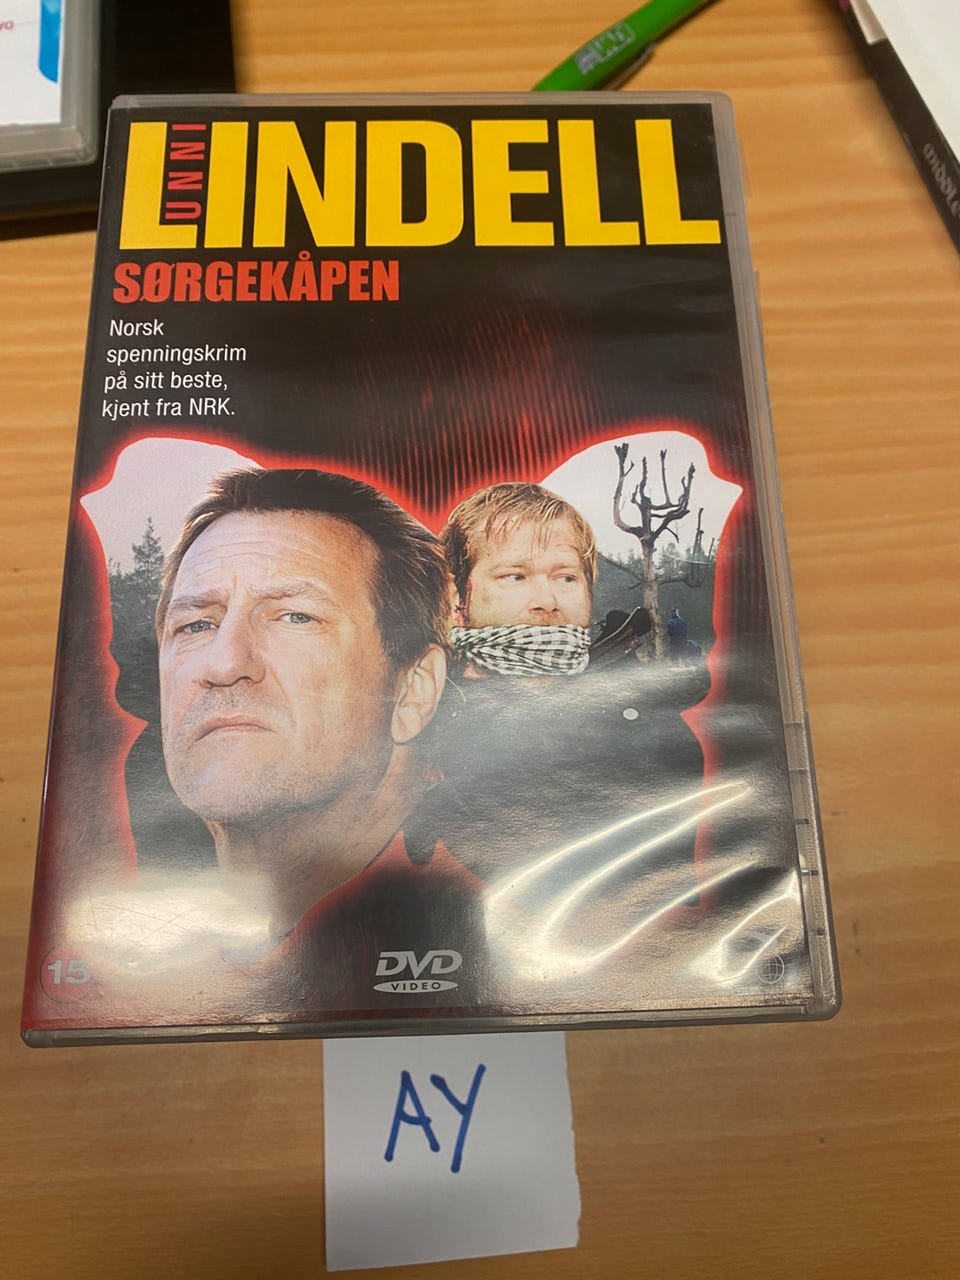 UNNI
LINDELL
SØRGEKÅPEN
Norsk
spenningskrim
på sitt beste,
kjent fra NRK.
15
DVD
VIDEO
AY